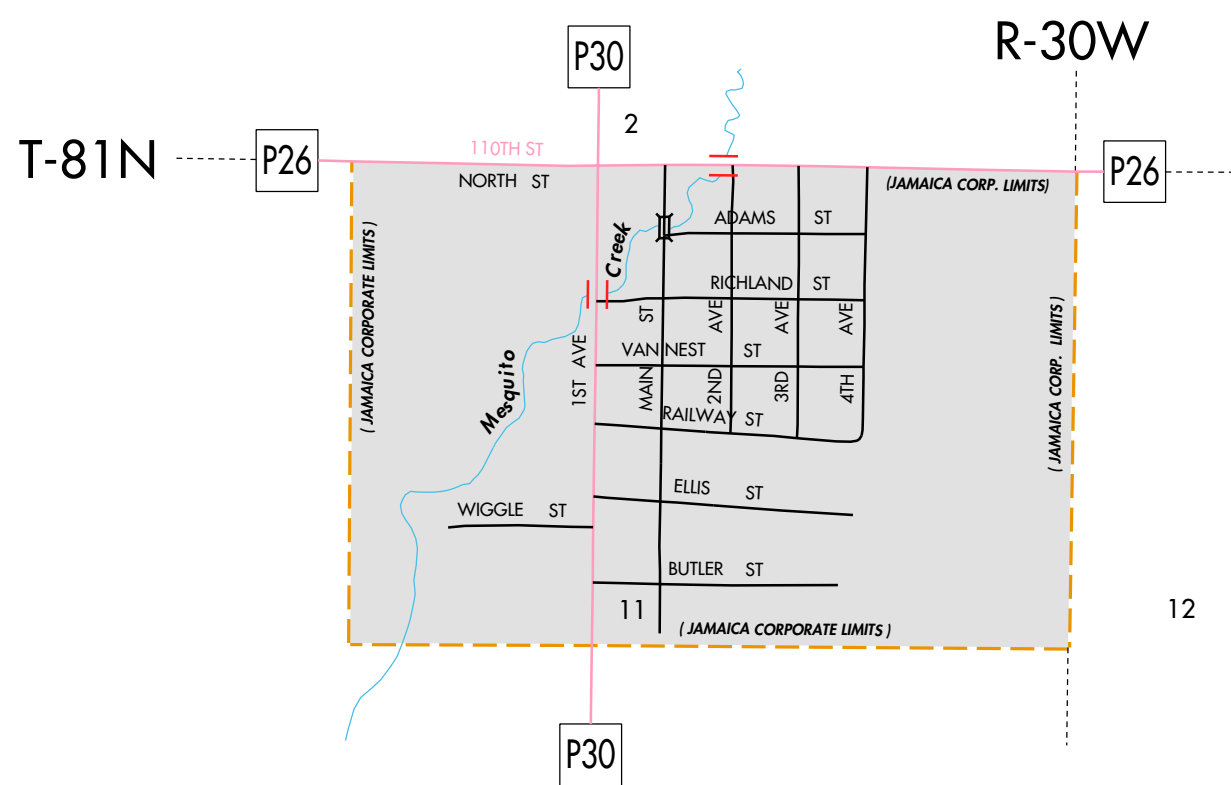 R-30W
P30
2
T-81N
P26
110TH ST
P26
NORTH ST
(JAMAICA CORP. LIMITS)
ADAMS ST
Mesquito Creek
RICHLAND ST
( JAMAICA CORPORATE LIMITS )
( JAMAICA CORP. LIMITS )
1ST AVE
MAIN ST
2ND AVE
3RD AVE
4TH AVE
VAN NEST ST
RAILWAY ST
ELLIS ST
WIGGLE ST
BUTLER ST
11
12
( JAMAICA CORPORATE LIMITS )
P30